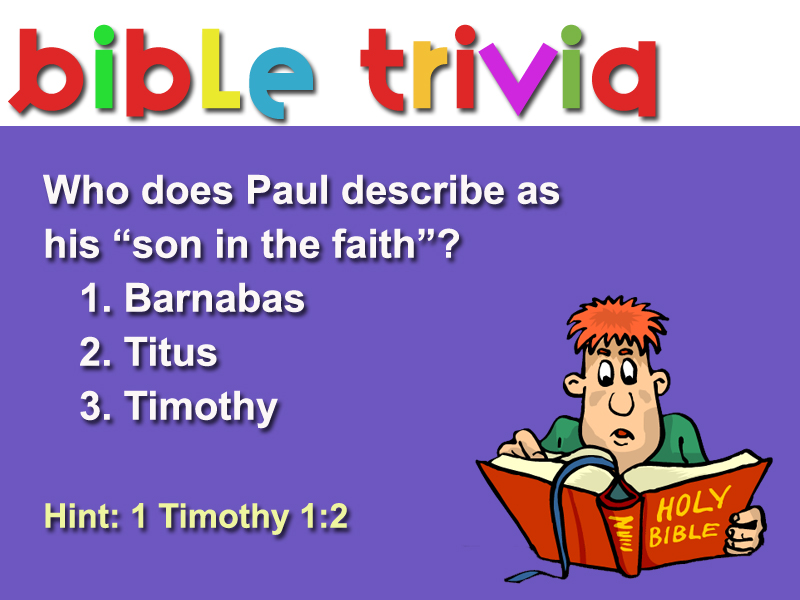 bible trivia
Who does Paul describe as
his “son in the faith”?
1. Barnabas
2. Titus
3. Timothy
Hint: 1 Timothy 1:2
HOLY
BIBLE